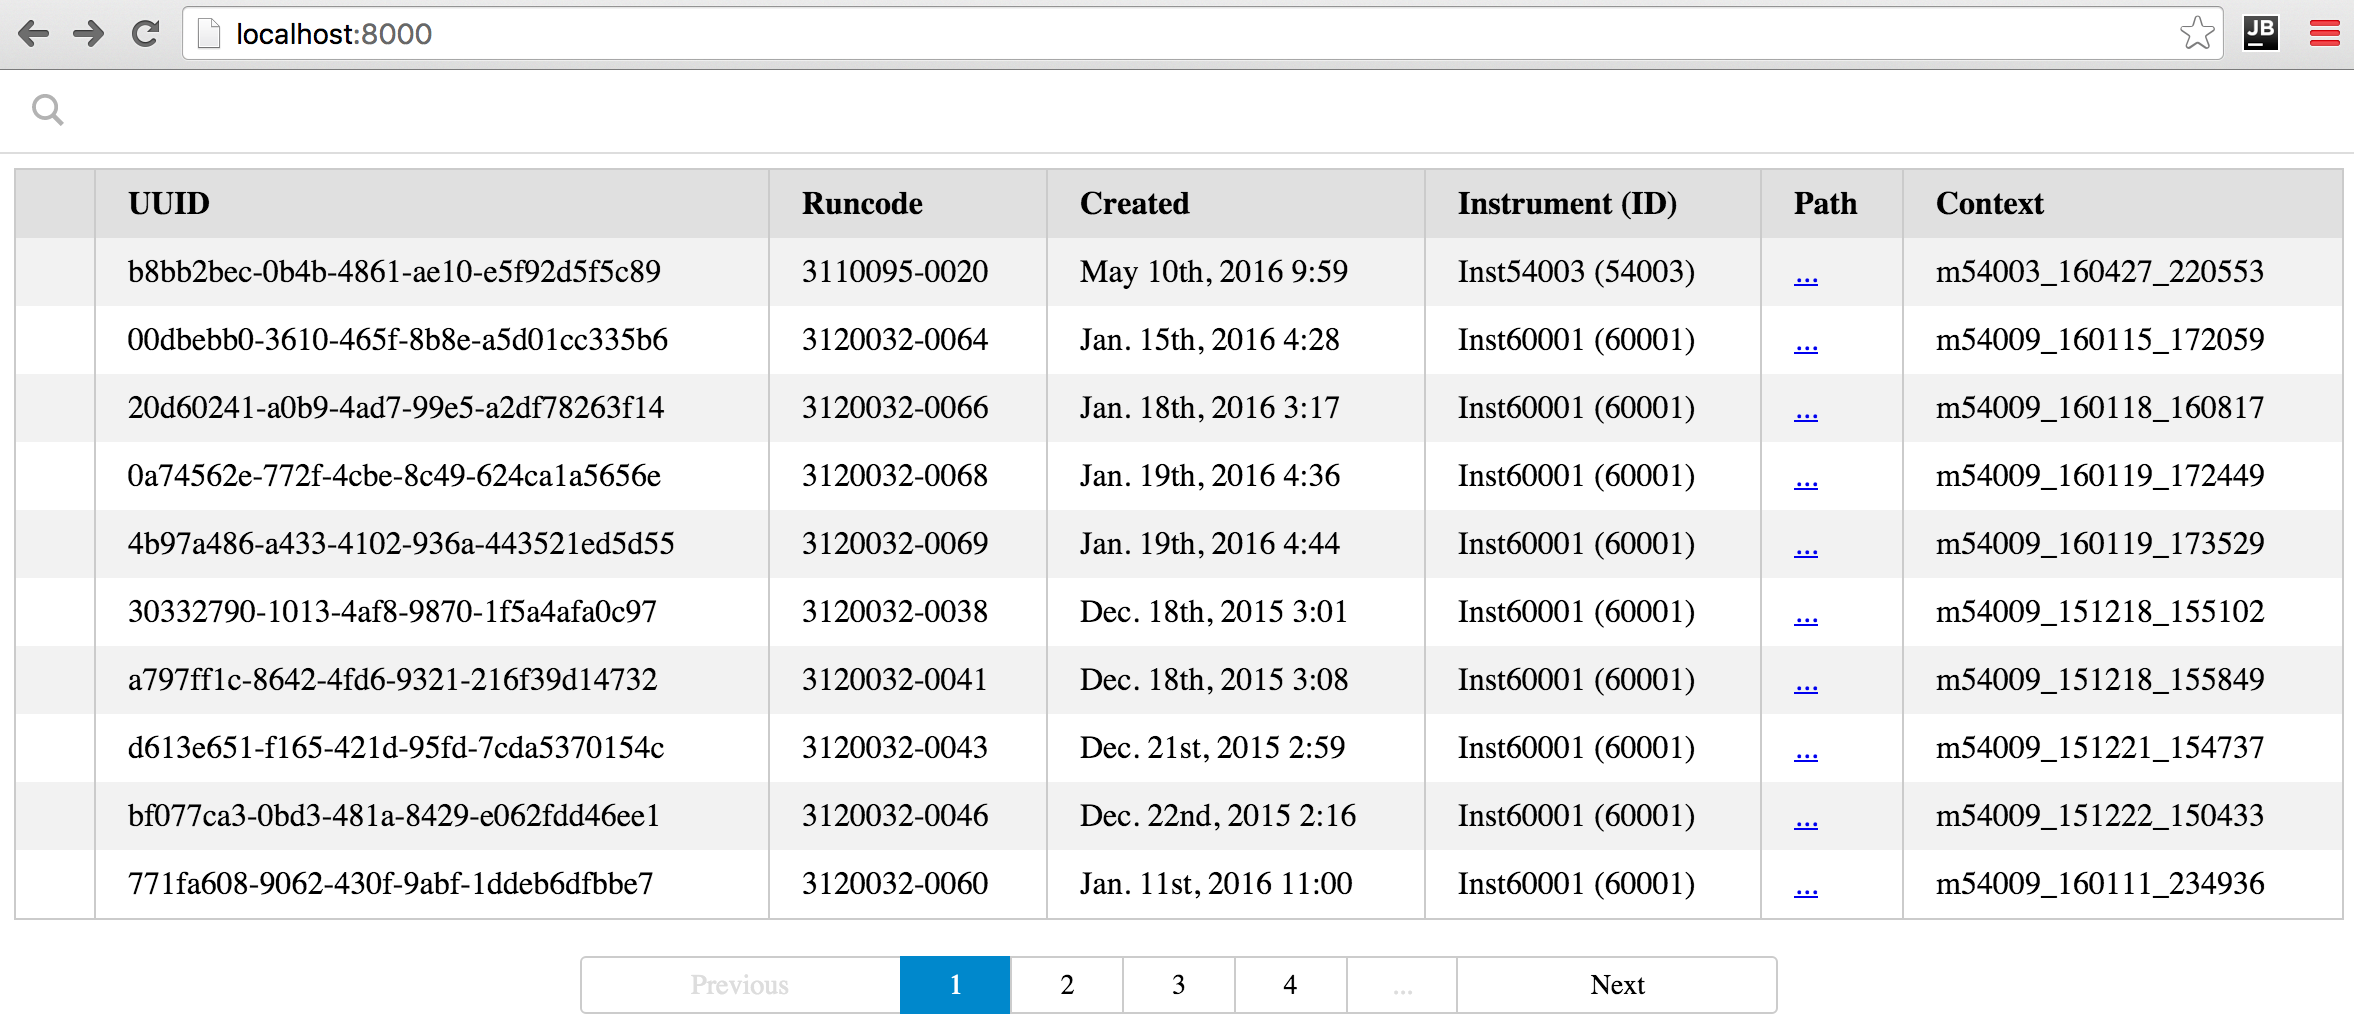 localhost:8000
JB
UUID Runcode Created Instrument (ID) Path Context
b8bb2bec-0b4b-4861-ae10-e5f92d5f5c89 3110095-0020 May 10th, 2016 9:59 Inst54003 (54003) ... m54003_160427_220553
00dbebb0-3610-465f-8b8e-a5d01cc335b6 3120032-0064 Jan. 15th, 2016 4:28 Inst60001 (60001) ... m54009_160115_172059
20d60241-a0b9-4ad7-99e5-a2df78263f14 3120032-0066 Jan. 18th, 2016 3:17 Inst60001 (60001) ... m54009_160118_160817
0a74562e-772f-4cbe-8c49-624ca1a5656e 3120032-0068 Jan. 19th, 2016 4:36 Inst60001 (60001) ... m54009_160119_172449
4b97a486-a433-4102-936a-443521ed5d55 3120032-0069 Jan. 19th, 2016 4:44 Inst60001 (60001) ... m54009_160119_173529
30332790-1013-4af8-9870-1f5a4afa0c97 3120032-0038 Dec. 18th, 2015 3:01 Inst60001 (60001) ... m54009_151218_155102
a797ff1c-8642-4fd6-9321-216f39d14732 3120032-0041 Dec. 18th, 2015 3:08 Inst60001 (60001) ... m54009_151218_155849
d613e651-f165-421d-95fd-7cda5370154c 3120032-0043 Dec. 21st, 2015 2:59 Inst60001 (60001) ... m54009_151221_154737
bf077ca3-0bd3-481a-8429-e062fdd46ee1 3120032-0046 Dec. 22nd, 2015 2:16 Inst60001 (60001) ... m54009_151222_150433
771fa608-9062-430f-9abf-1ddeb6dfbbe7 3120032-0060 Jan. 11st, 2016 11:00 Inst60001 (60001) ... m54009_160111_234936
Previous 1 2 3 4 ... Next